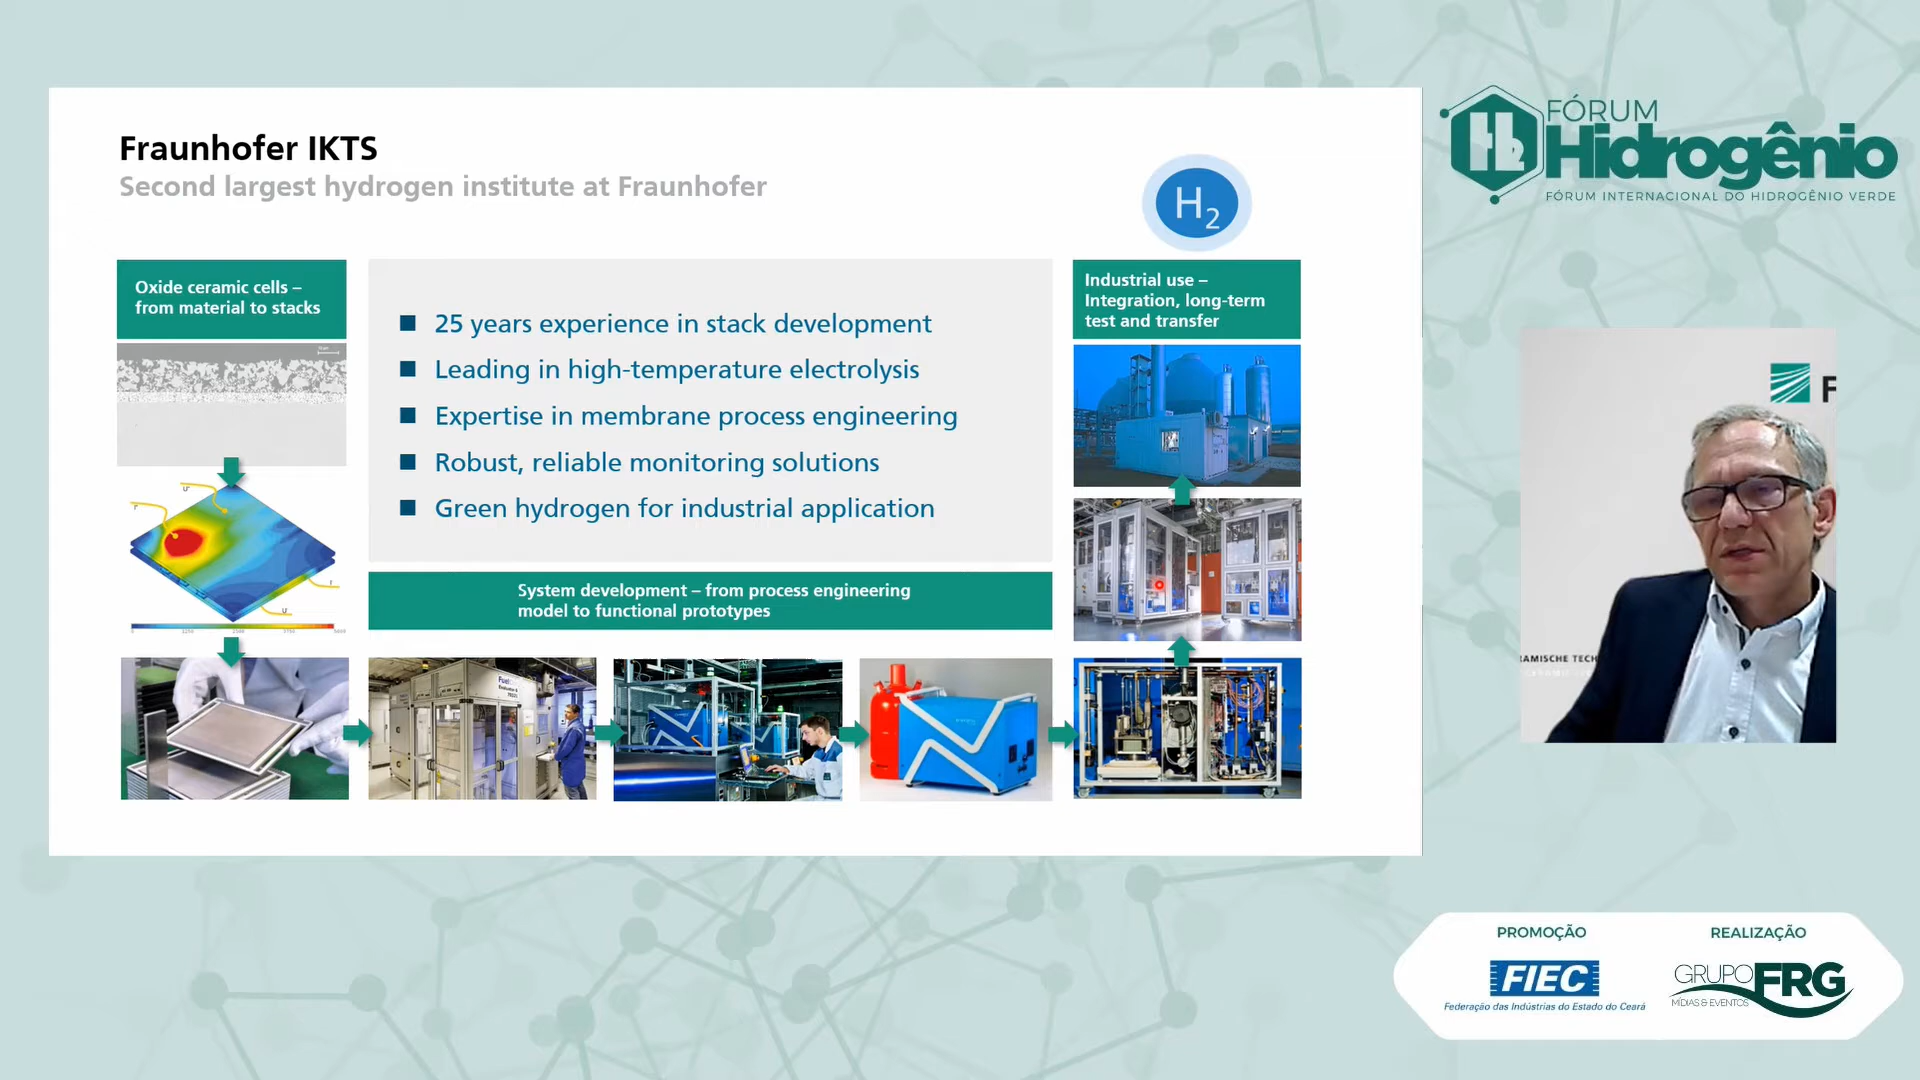 Fraunhofer IKTS
Second largest hydrogen institute at Fraunhofer
H2
Oxide ceramic cells –
from material to stacks
25 years experience in stack development
Leading in high-temperature electrolysis
Expertise in membrane process engineering
Robust, reliable monitoring solutions
Green hydrogen for industrial application
System development – from process engineering
model to functional prototypes
Industrial use –
Integration, long-term
test and transfer
H2
FÓRUM
Hidrogênio
FÓRUM INTERNACIONAL DO HIDROGÊNIO VERDE
F
RAMISCHE TECH
PROMOÇÃO
FIEC
Federação das Indústrias do Estado do Ceará
REALIZAÇÃO
GRUPO FRG
MÍDIAS & EVENTOS